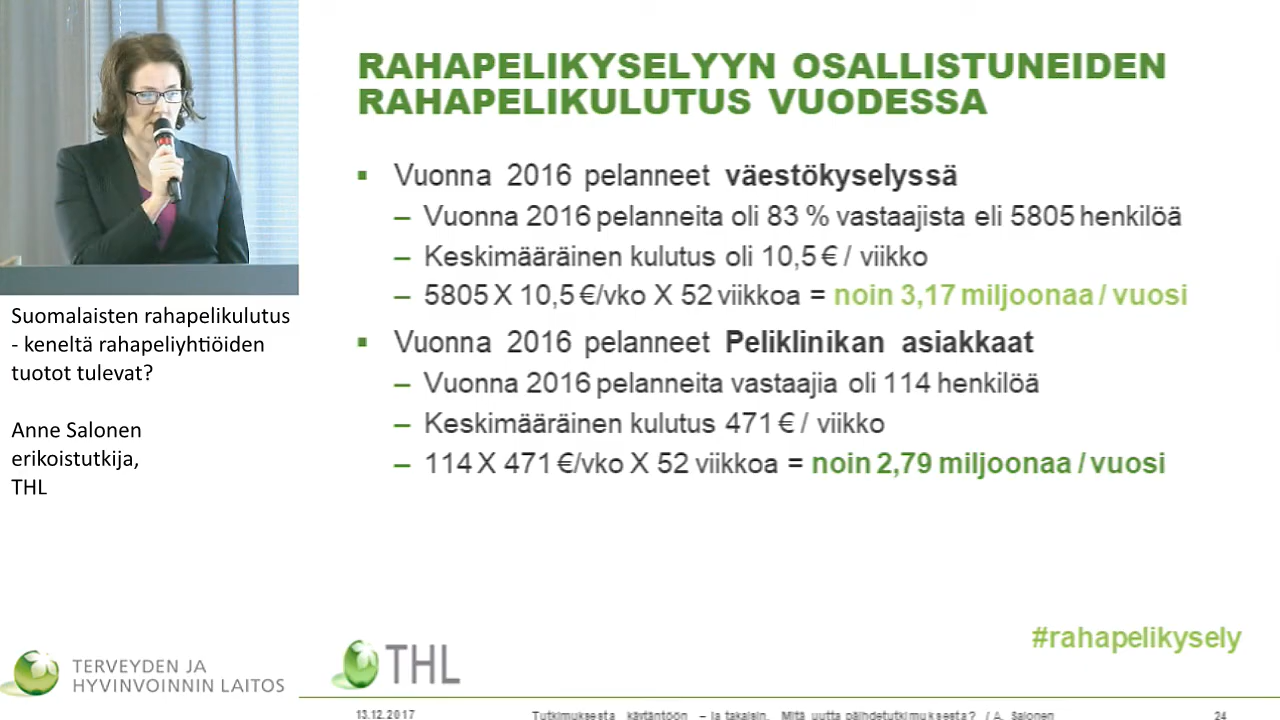 RAHAPELIKYSELYYN OSALLISTUNEIDEN
RAHAPELIKULUTUS VUODESSA
▪ Vuonna 2016 pelanneet väestökyselyssä
– Vuonna 2016 pelanneita oli 83 % vastaajista eli 5805 henkilöä
– Keskimääräinen kulutus oli 10,5 € / viikko
– 5805 X 10,5 €/vko X 52 viikkoa = noin 3,17 miljoonaa / vuosi
▪ Vuonna 2016 pelanneet Peliklinikan asiakkaat
– Vuonna 2016 pelanneita vastaajia oli 114 henkilöä
– Keskimääräinen kulutus 471 € / viikko
– 114 X 471 €/vko X 52 viikkoa = noin 2,79 miljoonaa / vuosi
Suomalaisten rahapelikulutus
- keneltä rahapeliyhtiöiden
tuotot tulevat?
Anne Salonen
erikoistutkija,
THL
#rahapelikysely
TERVEYDEN JA
HYVINVOINNIN LAITOS
THL
13.12.2017
Tutkimuksesta käytäntöön – ja takaisin. Mitä uutta päihdetutkimuksesta? / A. Salonen
24